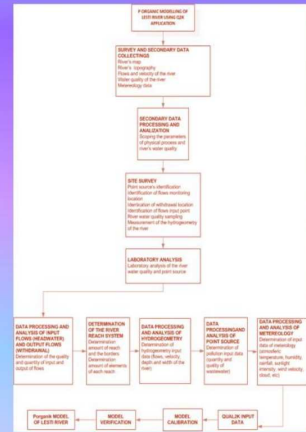 P ORGANIC MODELLING OF
LESTI RIVER USING Q2K
APPLICATION
SURVEY AND SECONDARY DATA
COLLECTINGS
River's map
River's topography
Flows and velocity of the river
Water quality of the river
Metereology data
SECONDARY DATA
PROCESSING AND
ANALIZATION
Scoping the parameters
of physical process and
river's water quality
SITE SURVEY
Point source's identification
Identification of flows monitoring
location
Identication of withdrawal location
Identification of flows input point
River water quality sampling
Measurement of the hydrogeometry
of the river
LABORATORY ANALYSIS
Laboratory analysis of the river
water quality and point source
DATA PROCESSING AND
ANALYSIS OF INPUT
FLOWS (HEADWATER)
AND OUTPUT FLOWS
(WITHDRAWAL)
Determination of the quality
and quantity of input and
output of flows
DETERMINATION OF
THE RIVER
REACH SYSTEM
Determination
amount of reach
and the borders
Determination
amount of elements
of each reach
DATA PROCESSING
AND ANALYSIS OF
HYDROGEOMETRY
Determination of
hydrogeometry input
data (flows, velocity,
depth and width of the
river)
DATA
PROCESSINGAND
ANALYSIS OF
POINT SOURCE
Determination of
pollution input data
(quantity and
quality of
wastewater)
DATA PROCESSING
AND ANALYSIS OF
METEREOLOGY
Determination of input
data of metereology
(atmosferic
temperature, humidity,
rainfall, sunlight
intensity, wind velocity,
cloud, etc)
QUAL2K INPUT
DATA
MODEL
CALIBRATION
MODEL
VERIFICATION
Porganik MODEL
OF LESTI RIVER